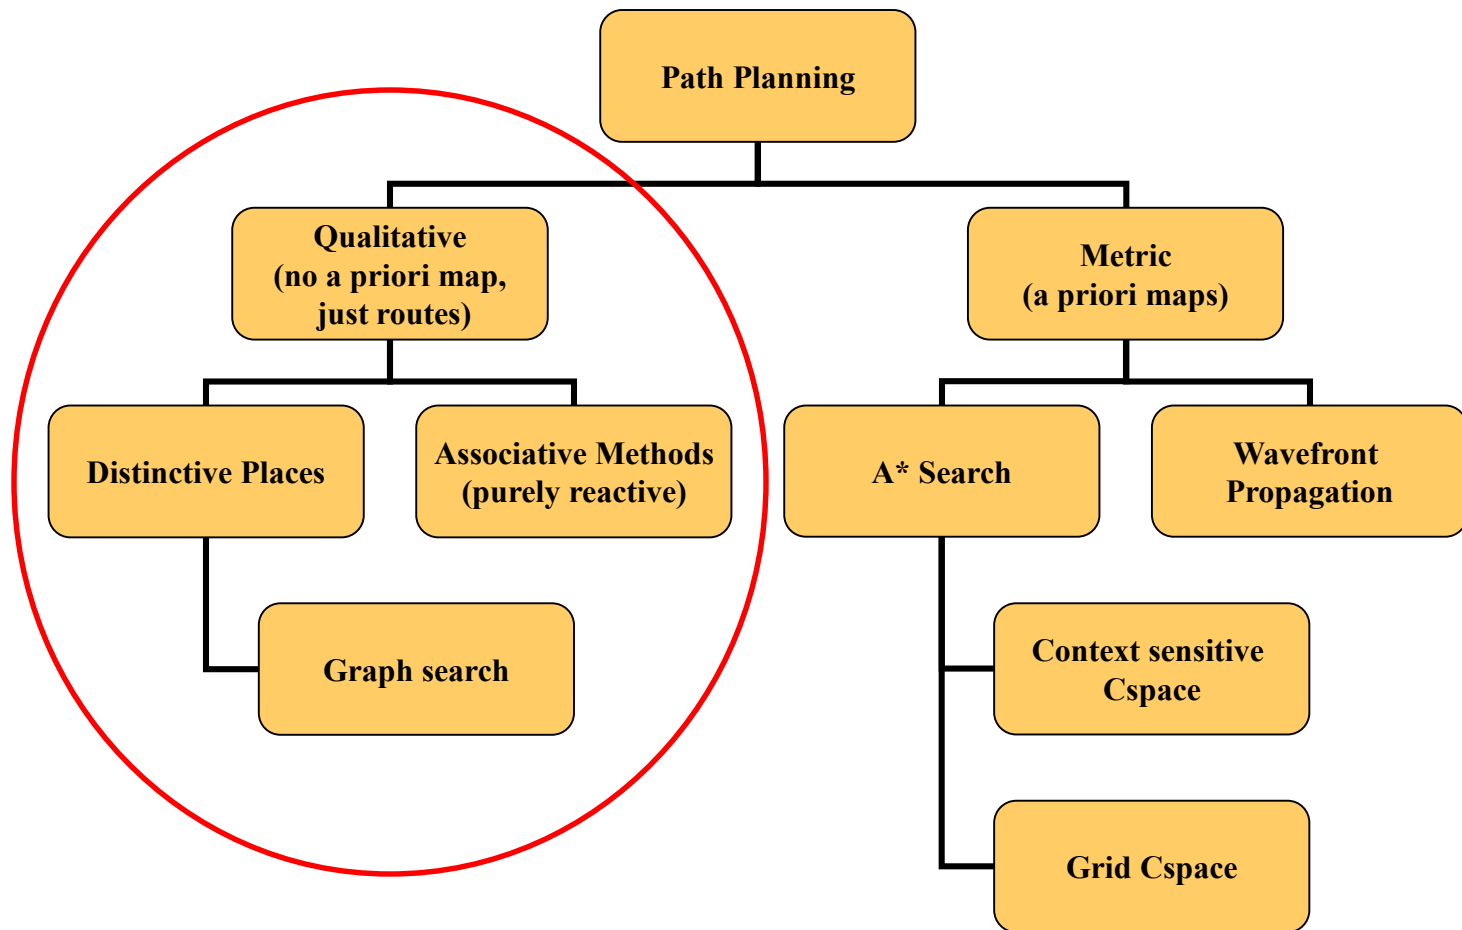 Path Planning
Qualitative
(no a priori map,
just routes)
Metric
(a priori maps)
Distinctive Places
Associative Methods
(purely reactive)
A* Search
Wavefront
Propagation
Graph search
Context sensitive
Cspace
Grid Cspace